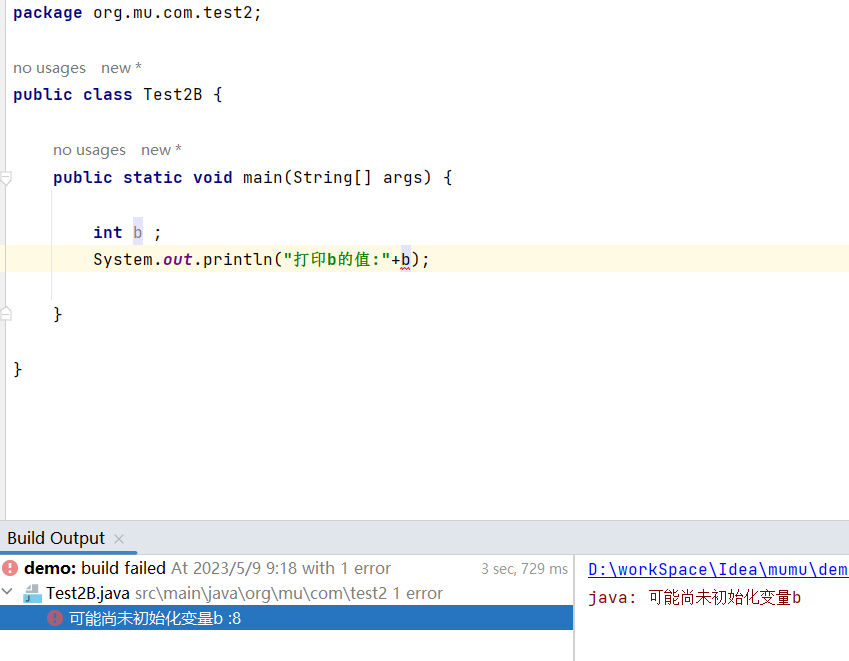 package org.mu.com.test2;
no usages new *
public class Test2B {
no usages new *
public static void main(String[] args) {
int b ;
System.out.println("打印b的值:"+b);
}
}
Build Output ×
demo: build failed At 2023/5/9 9:18 with 1 error 3 sec, 729 ms
Test2B.java src\main\java\org\mu\com\test2 1 error
可能尚未初始化变量b :8
D:\workSpace\Idea\mumu\dem
java: 可能尚未初始化变量b